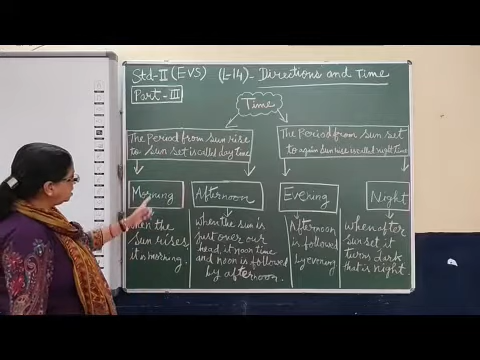 Std-II (EVS) (L-14)- Directions and Time
Part-III
Time
The Period from Sun rise
to Sun set is called day time
The Period from Sun set
to again Sun rise is called night time
Morning
Afternoon
Evening
Night
when the
Sun rises
it is morning.
when the Sun is
just over our
head, it noon time
and noon is followed
by afternoon.
Afternoon
is followed
by evening
when after
Sun set it
turns dark
that is night.